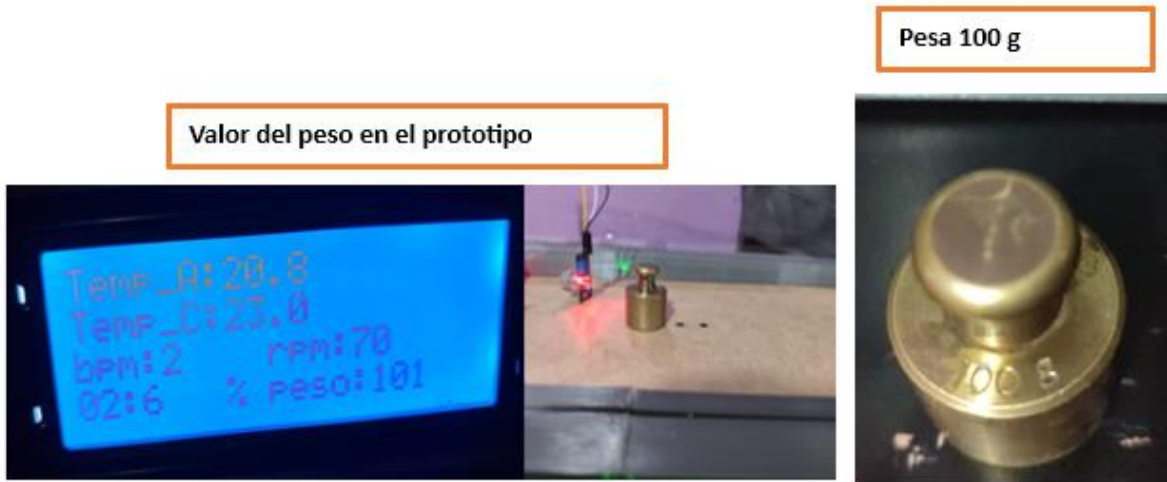 Pesa 100 g
Valor del peso en el prototipo
Temp_A:20.8
Temp_C:23.0
bpm:2 rpm:70
02:6 % peso:101
100 g